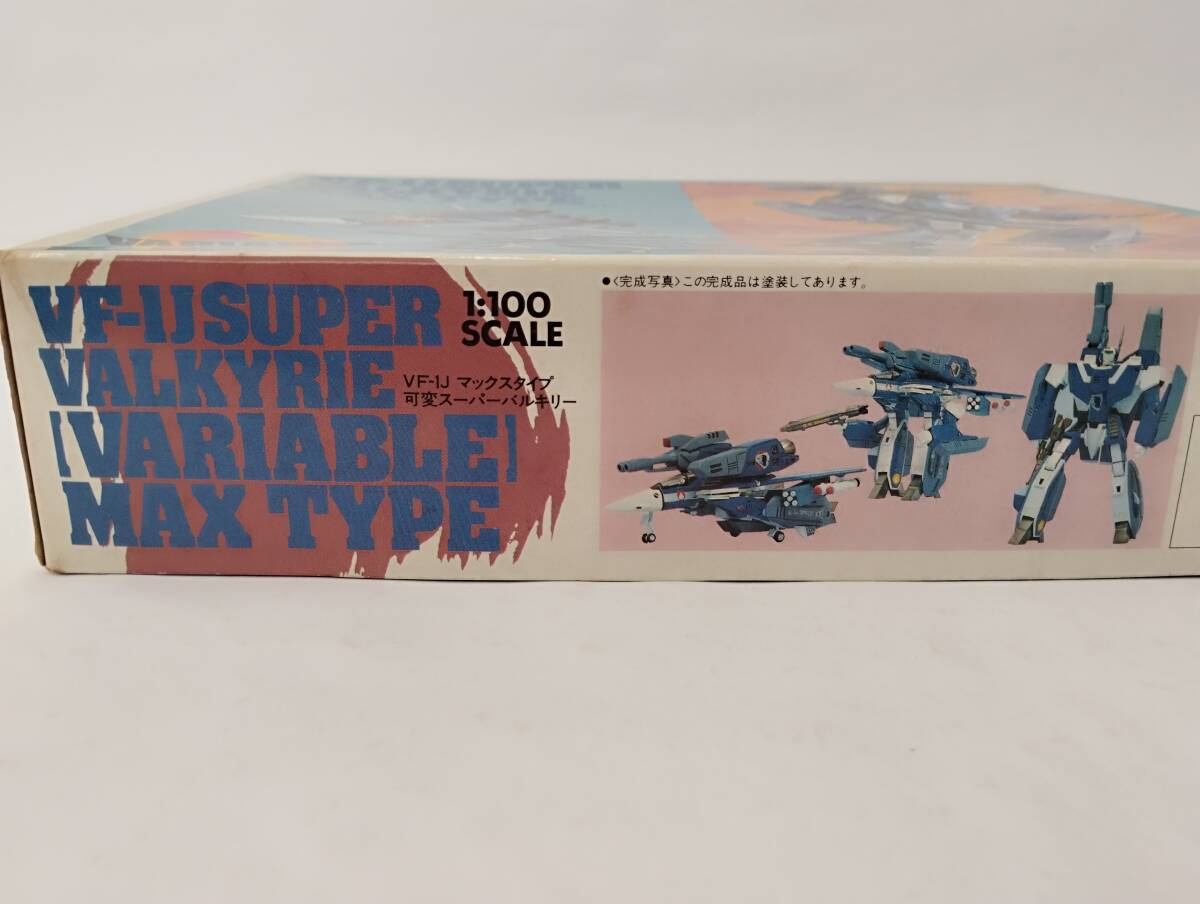 VF-1J SUPER
VALKYRIE
[VARIABLE]
MAX TYPE
1:100
SCALE
VF-1J マックスタイプ
可変スーパーバルキリー
●〈完成写真〉この完成品は塗装してあります。